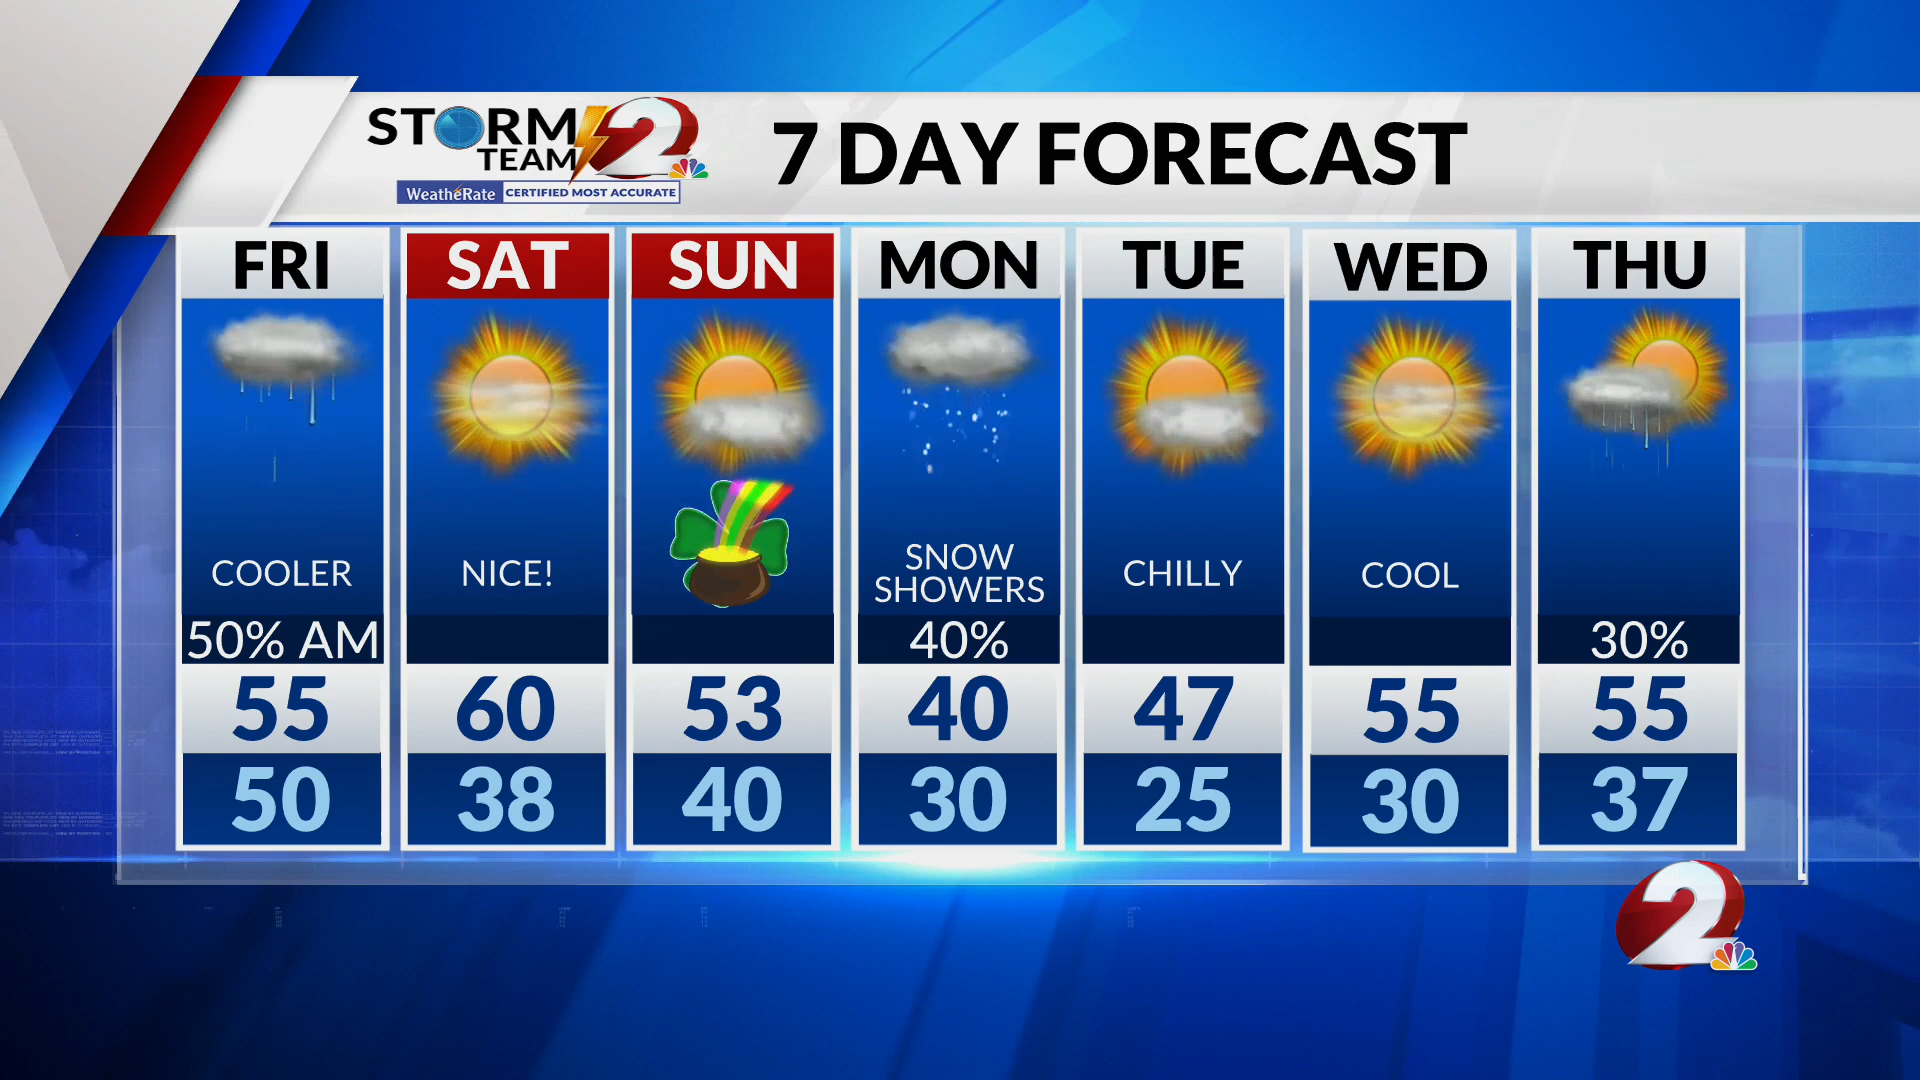 STORM
TEAM
2
WeatheRate CERTIFIED MOST ACCURATE
7 DAY FORECAST
FRI SAT SUN MON TUE WED THU
COOLER NICE! SNOW SHOWERS CHILLY COOL
50% AM 40% 30%
55 60 53 40 47 55 55
50 38 40 30 25 30 37
2